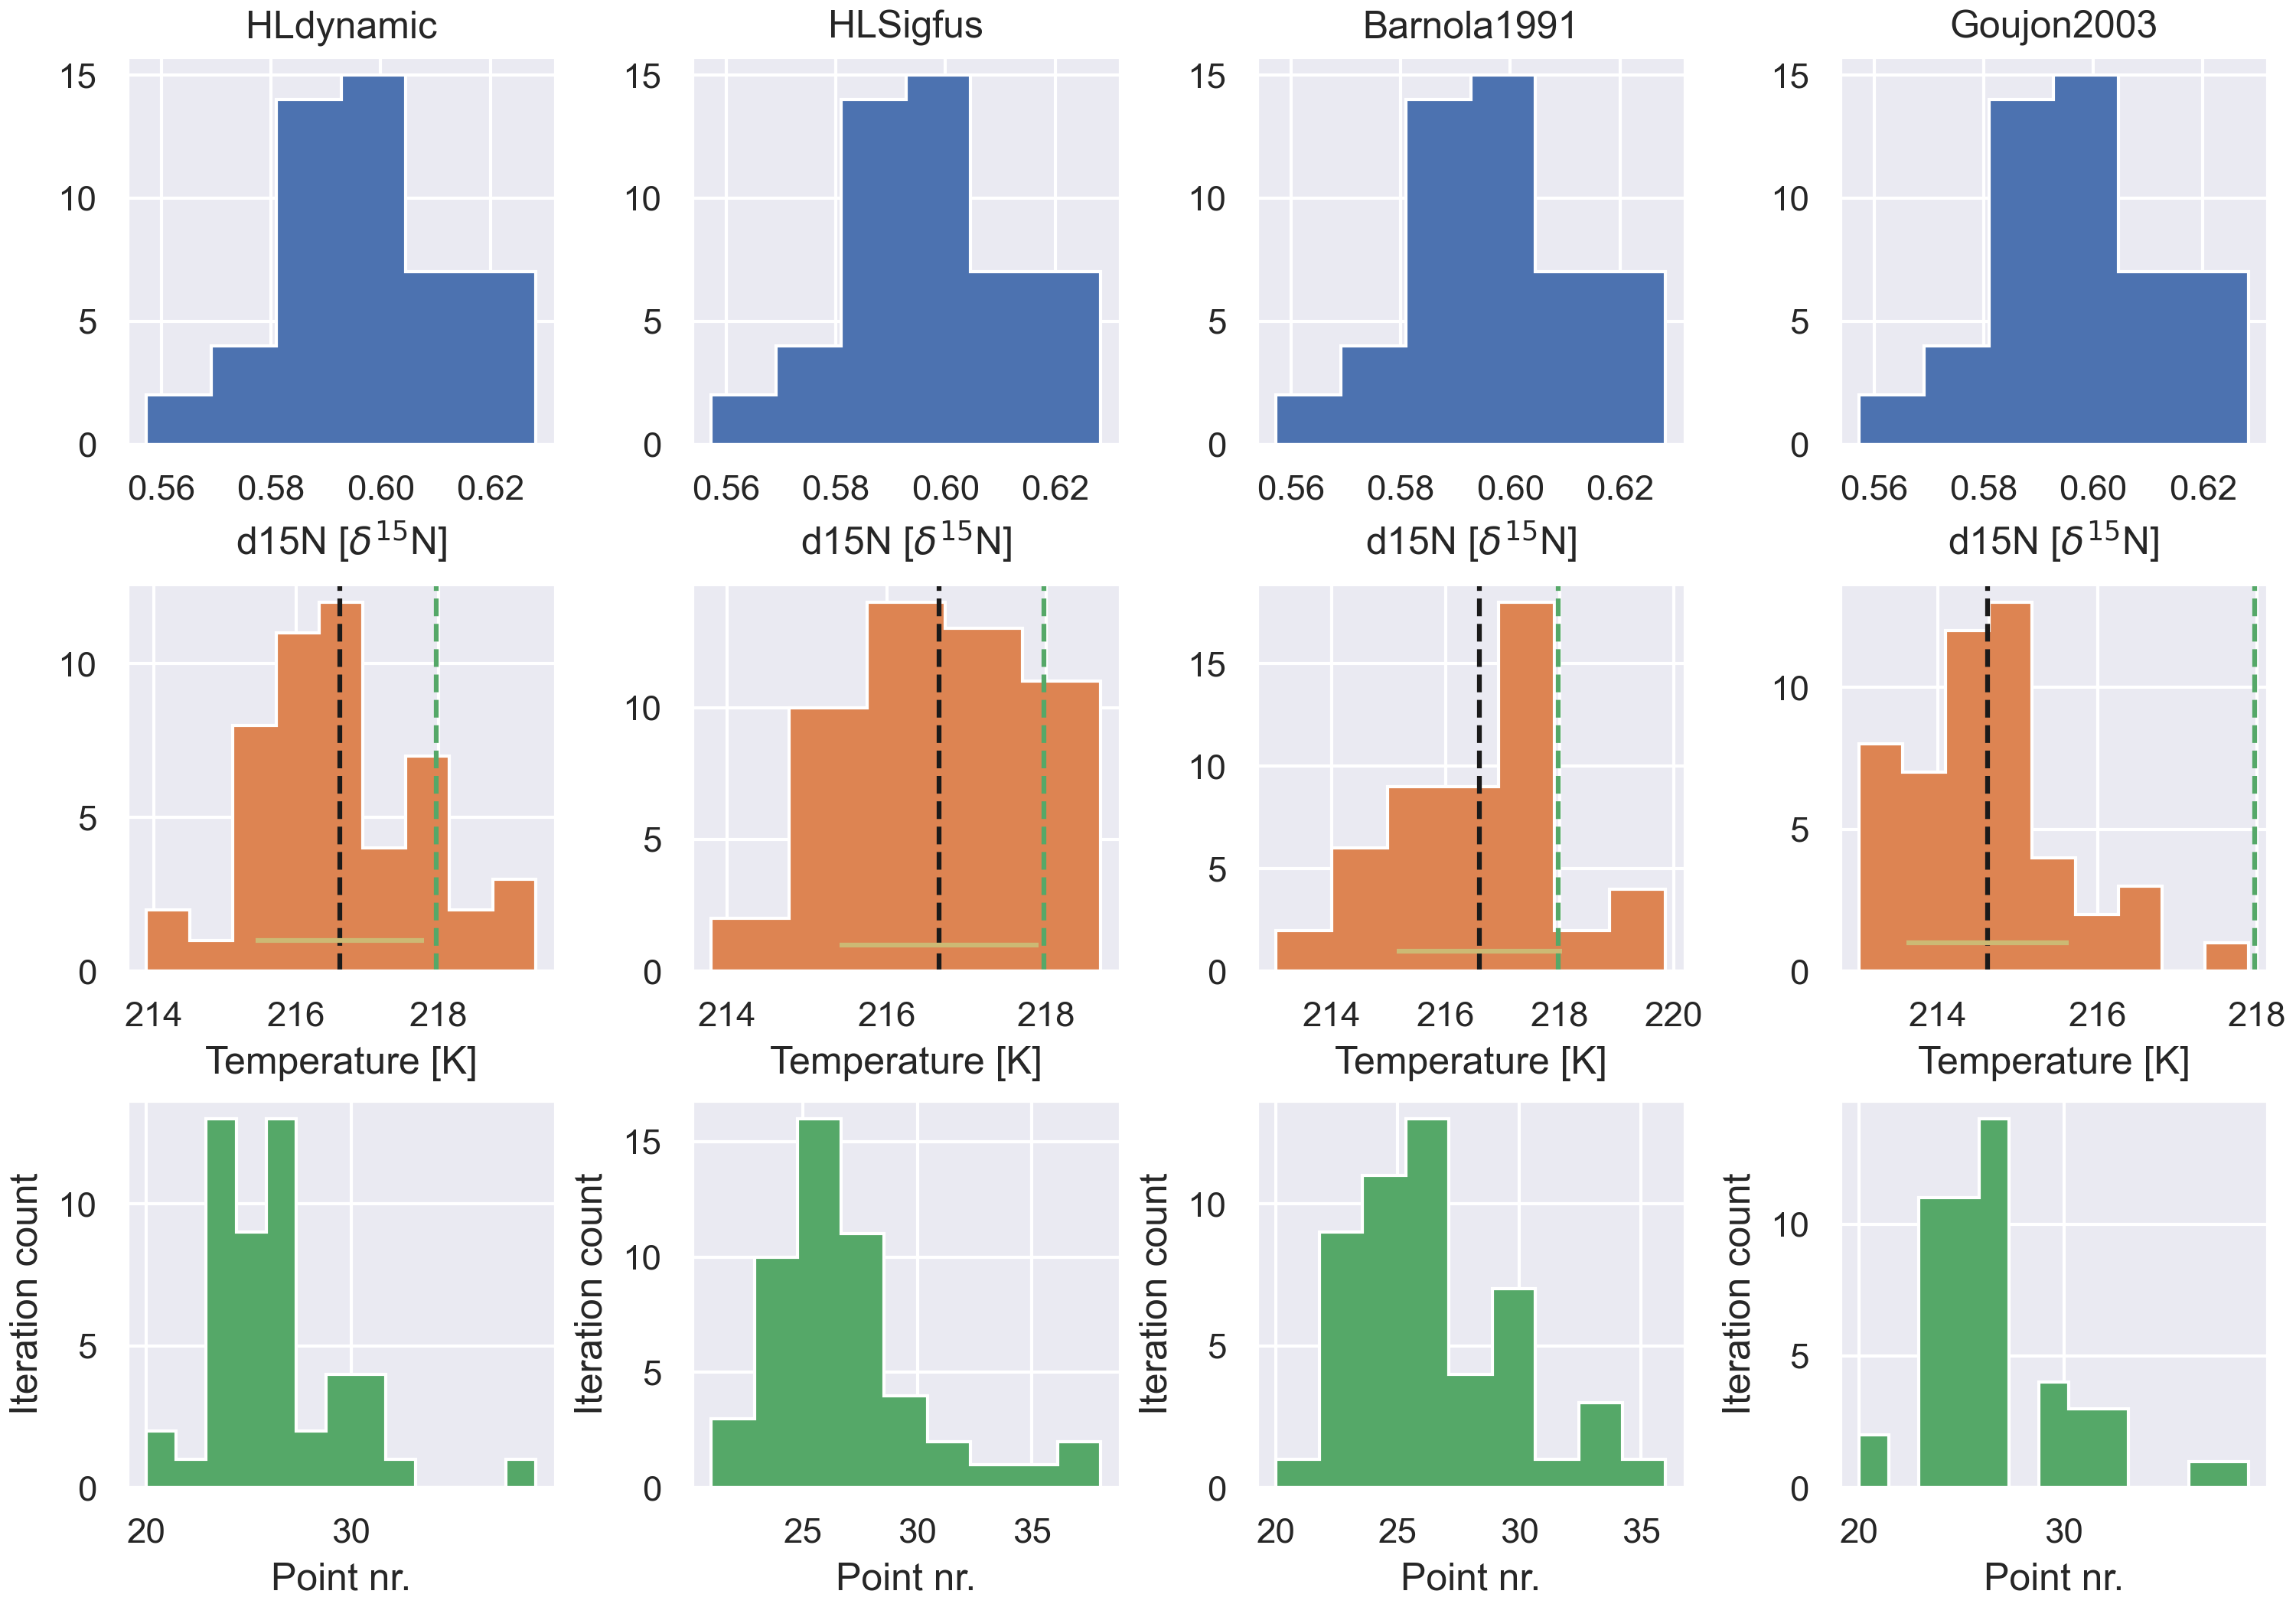 HLdynamic HLSigfus Barnola1991 Goujon2003
15 15 15 15
10 10 10 10
5 5 5 5
0 0 0 0
0.56 0.58 0.60 0.62 0.56 0.58 0.60 0.62 0.56 0.58 0.60 0.62 0.56 0.58 0.60 0.62
d15N [δ¹⁵N] d15N [δ¹⁵N] d15N [δ¹⁵N] d15N [δ¹⁵N]
10 10 15 10
5 5 10 5
0 0 5 0
0
214 216 218 214 216 218 214 216 218 220 214 216 218
Temperature [K] Temperature [K] Temperature [K] Temperature [K]
Iteration count Iteration count Iteration count Iteration count
10 15 10 10
5 10 5 5
0 5 0 0
0
20 30 25 30 35 20 25 30 35 20 30
Point nr. Point nr. Point nr. Point nr.